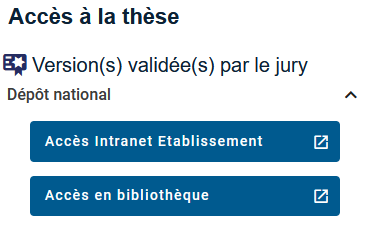 Accès à la thèse
Version(s) validée(s) par le jury
Dépôt national
Accès Intranet Etablissement
Accès en bibliothèque